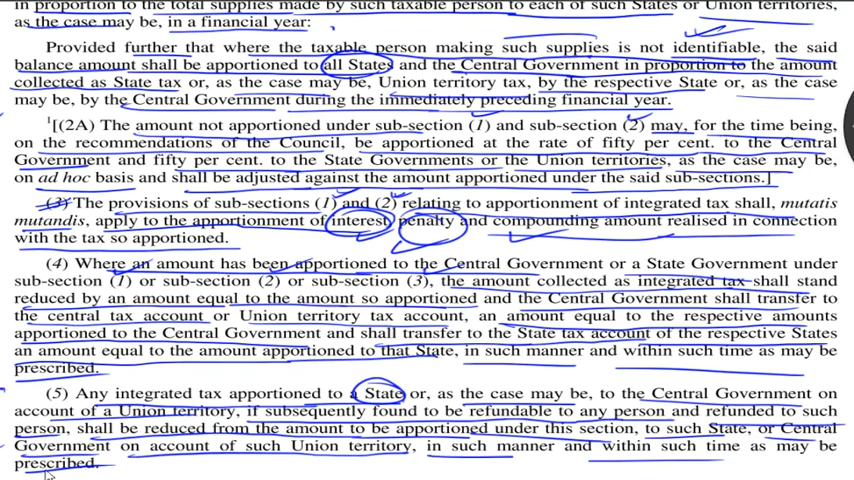 in proportion to the total supplies made by such taxable person to each of such States or Union territories,
as the case may be, in a financial year:
Provided further that where the taxable person making such supplies is not identifiable, the said
balance amount shall be apportioned to all States and the Central Government in proportion to the amount
collected as State tax or, as the case may be, Union territory tax, by the respective State or, as the case
may be, by the Central Government during the immediately preceding financial year.
1[(2A) The amount not apportioned under sub-section (1) and sub-section (2) may, for the time being,
on the recommendations of the Council, be apportioned at the rate of fifty per cent. to the Central
Government and fifty per cent. to the State Governments or the Union territories, as the case may be,
on ad hoc basis and shall be adjusted against the amount apportioned under the said sub-sections.]
(3) The provisions of sub-sections (1) and (2) relating to apportionment of integrated tax shall, mutatis
mutandis, apply to the apportionment of interest, penalty and compounding amount realised in connection
with the tax so apportioned.
(4) Where an amount has been apportioned to the Central Government or a State Government under
sub-section (1) or sub-section (2) or sub-section (3), the amount collected as integrated tax shall stand
reduced by an amount equal to the amount so apportioned and the Central Government shall transfer to
the central tax account or Union territory tax account, an amount equal to the respective amounts
apportioned to the Central Government and shall transfer to the State tax account of the respective States
an amount equal to the amount apportioned to that State, in such manner and within such time as may be
prescribed.
(5) Any integrated tax apportioned to a State or, as the case may be, to the Central Government on
account of a Union territory, if subsequently found to be refundable to any person and refunded to such
person, shall be reduced from the amount to be apportioned under this section, to such State, or Central
Government on account of such Union territory, in such manner and within such time as may be
prescribed.